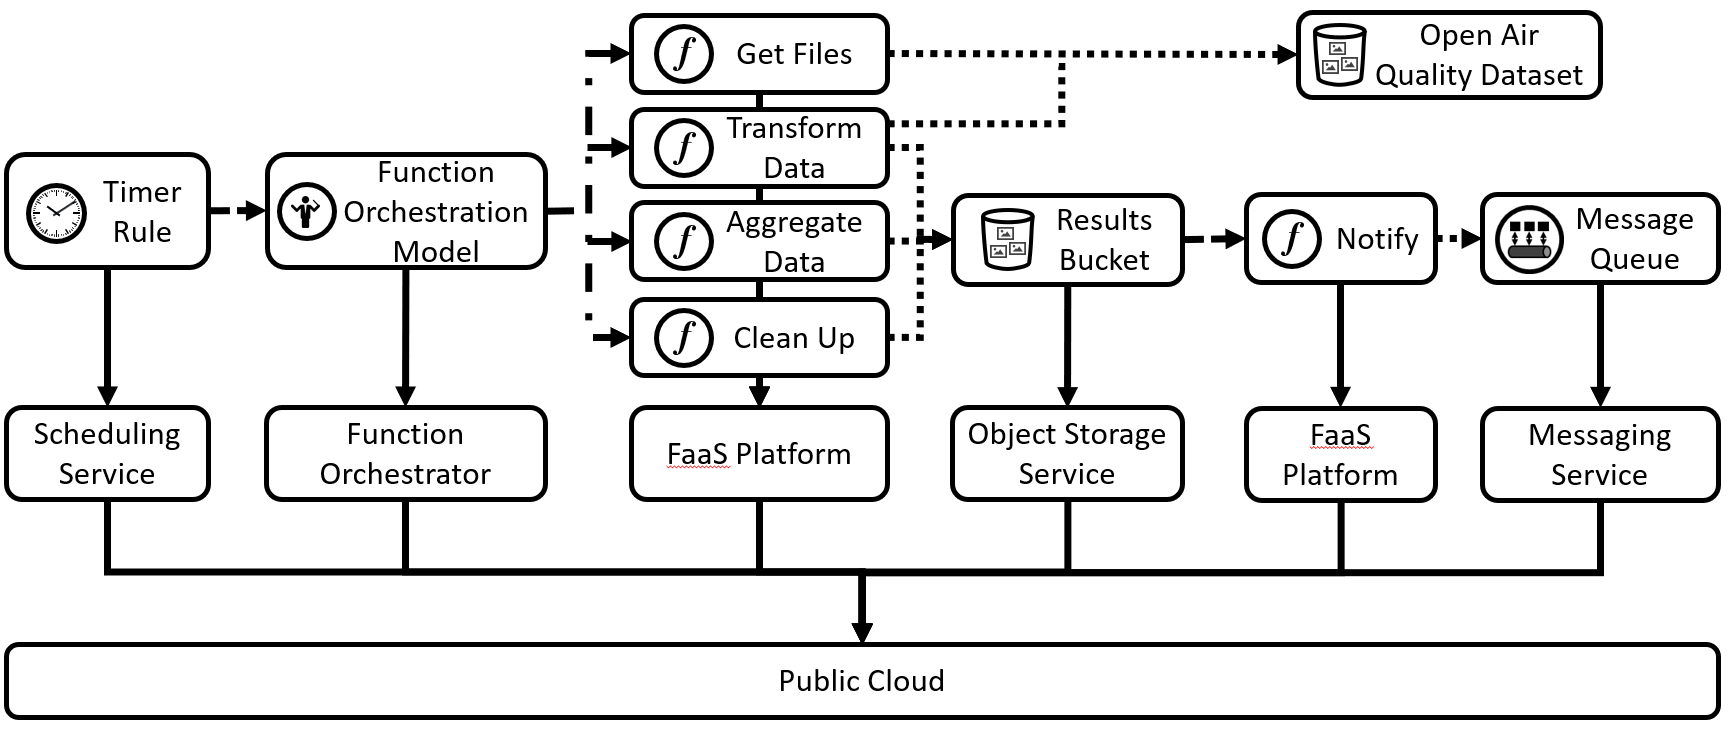 Get Files
Open Air
Quality Dataset
Transform
Data
Timer
Rule
Function
Orchestration
Model
Aggregate
Data
Results
Bucket
Notify
Message
Queue
Clean Up
Scheduling
Service
Function
Orchestrator
FaaS Platform
Object Storage
Service
FaaS
Platform
Messaging
Service
Public Cloud